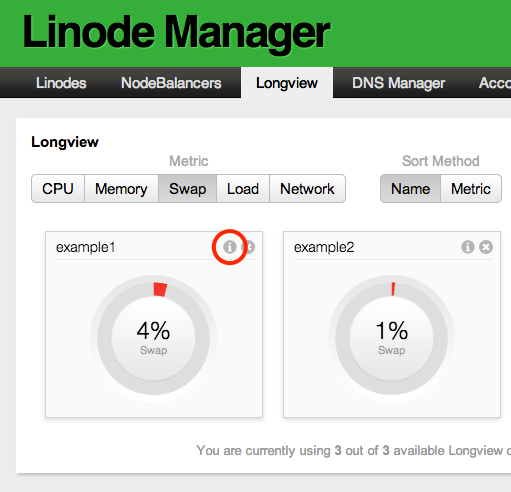 Linode Manager
Linodes NodeBalancers Longview DNS Manager Acco
Longview
Metric Sort Method
CPU Memory Swap Load Network Name Metric
example1 example2
4% 1%
Swap Swap
You are currently using 3 out of 3 available Longview c